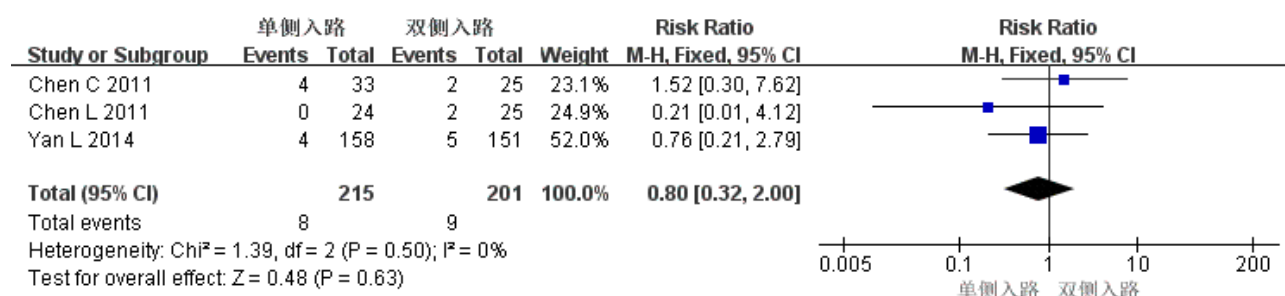 单侧入路 双侧入路 Risk Ratio Risk Ratio
Study or Subgroup Events Total Events Total Weight M-H, Fixed, 95% CI M-H, Fixed, 95% CI
Chen C 2011 4 33 2 25 23.1% 1.52 [0.30, 7.62]
Chen L 2011 0 24 2 25 24.9% 0.21 [0.01, 4.12]
Yan L 2014 4 158 5 151 52.0% 0.76 [0.21, 2.79]
Total (95% CI) 215 201 100.0% 0.80 [0.32, 2.00]
Total events 8 9
Heterogeneity: Chi² = 1.39, df = 2 (P = 0.50); I² = 0%
Test for overall effect: Z = 0.48 (P = 0.63)
0.005 0.1 1 10 200
单侧入路 双侧入路